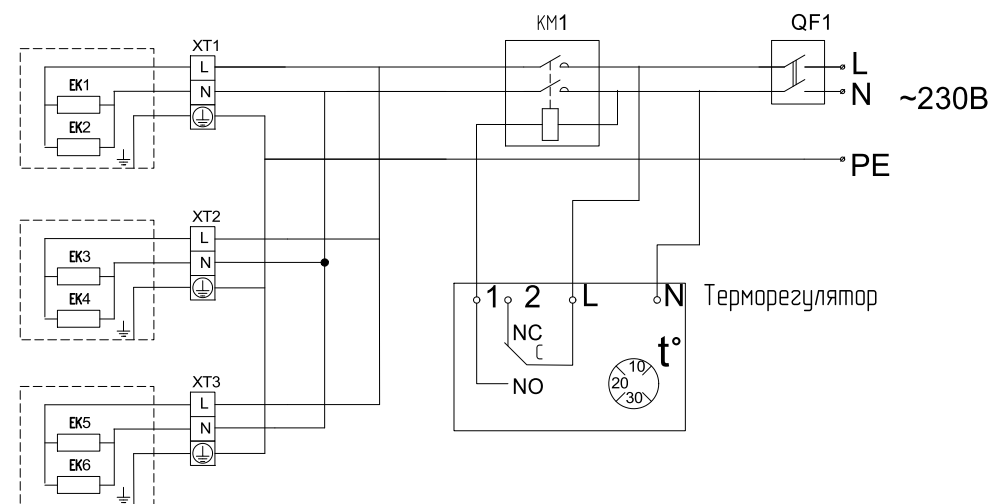 KM1
QF1
XT1
L
L
EK1
N
N
~230В
EK2
PE
XT2
L
EK3
N
EK4
1
2
L
N
Терморегулятор
NC
C
t°
10
20
30
NO
XT3
L
EK5
N
EK6